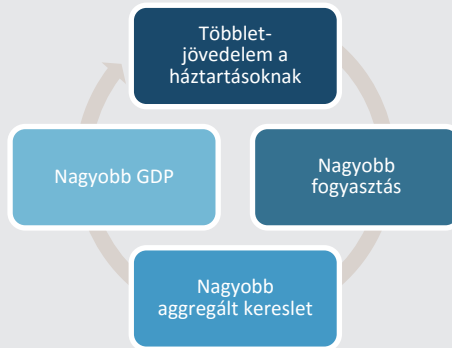 Többlet-
jövedelem a
háztartásoknak
Nagyobb
fogyasztás
Nagyobb
aggregált kereslet
Nagyobb GDP